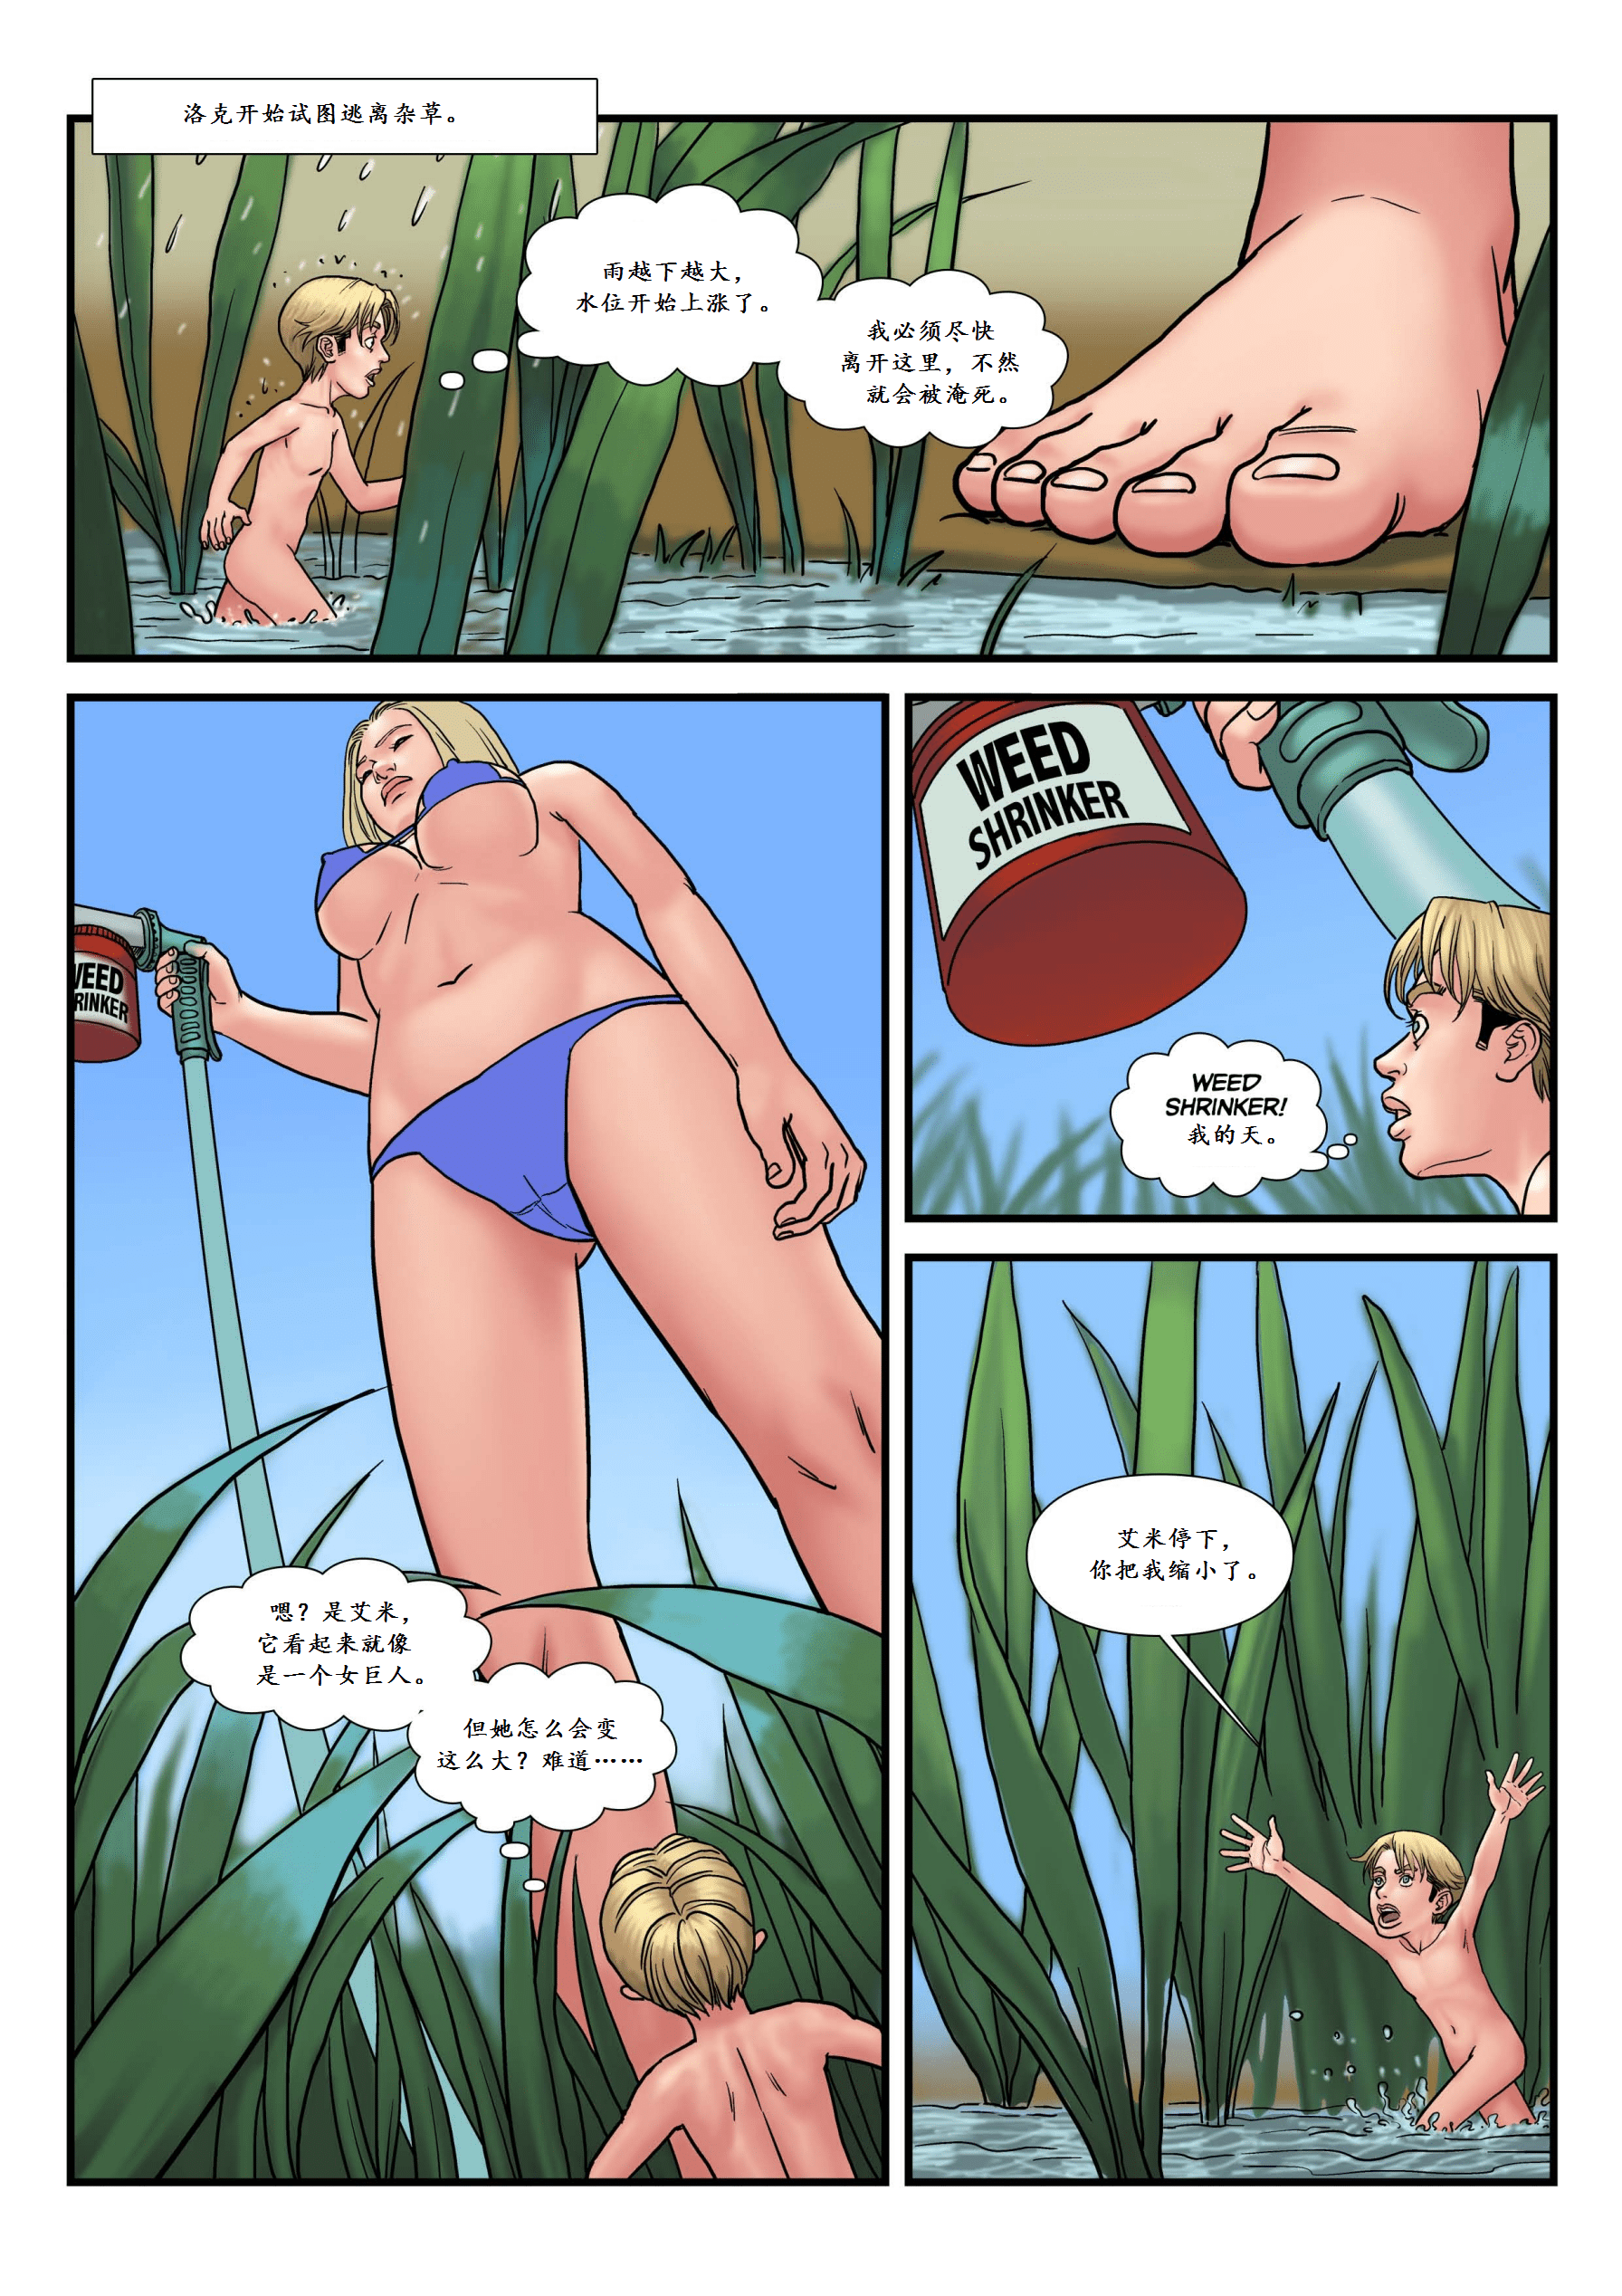 洛克开始试图逃离杂草。
雨越下越大，
水位开始上涨了。
我必须尽快
离开这里，不然
就会被淹死。
WEED
SHRINKER
嗯？是艾米，
它看起来就像
是一个女巨人。
但她怎么会变
这么大？难道……
WEED
SHRINKER
WEED
SHRINKER!
我的天。
艾米停下，
你把我缩小了。